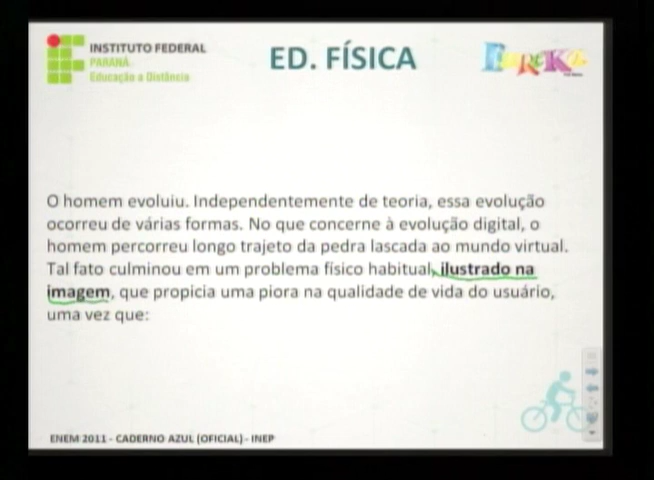 INSTITUTO FEDERAL
PARANÁ
Educação a Distância
ED. FÍSICA
EUREKA
O homem evoluiu. Independentemente de teoria, essa evolução
ocorreu de várias formas. No que concerne à evolução digital, o
homem percorreu longo trajeto da pedra lascada ao mundo virtual.
Tal fato culminou em um problema físico habitual, ilustrado na
imagem, que propicia uma piora na qualidade de vida do usuário,
uma vez que:
ENEM 2011 - CADERNO AZUL (OFICIAL) - INEP